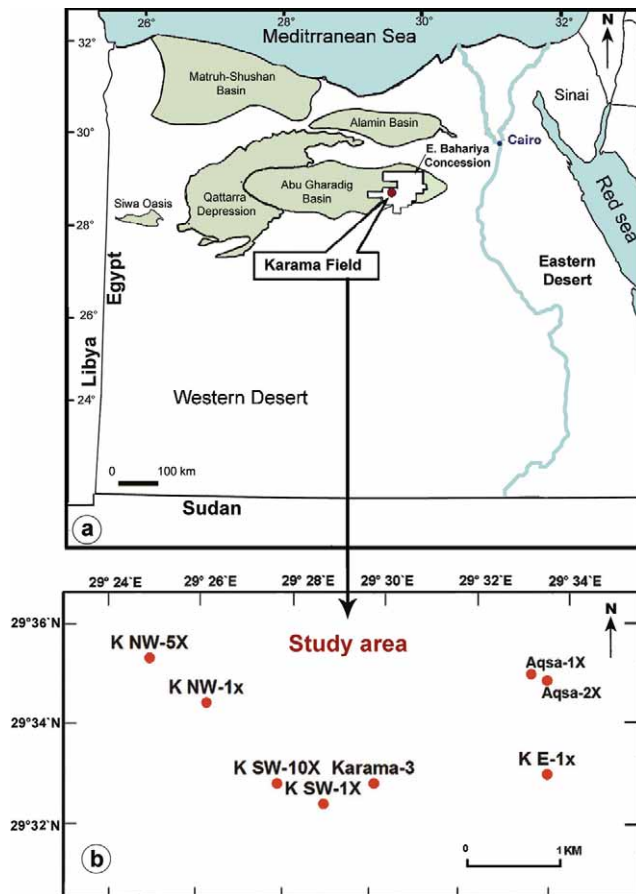 26°
28°
30°
32°
N
32°
Meditrranean Sea
Matruh-Shushan
Basin
Sinai
30°
Alamin Basin
Cairo
E. Bahariya
Concession
Abu Gharadig
Basin
Qattarra
Depression
Siwa Oasis
28°
Red sea
Karama Field
Eastern
Desert
Egypt
26°
Libya
24°
Western Desert
0 100 km
Sudan
a
29° 24'E
29° 26'E
29° 28'E
29° 30'E
29° 32'E
29° 34'E
29°36'N
N
Study area
K NW-5X
Aqsa-1X
K NW-1x
Aqsa-2X
29°34'N
K SW-10X
Karama-3
K E-1x
K SW-1X
29°32'N
b
0 1KM